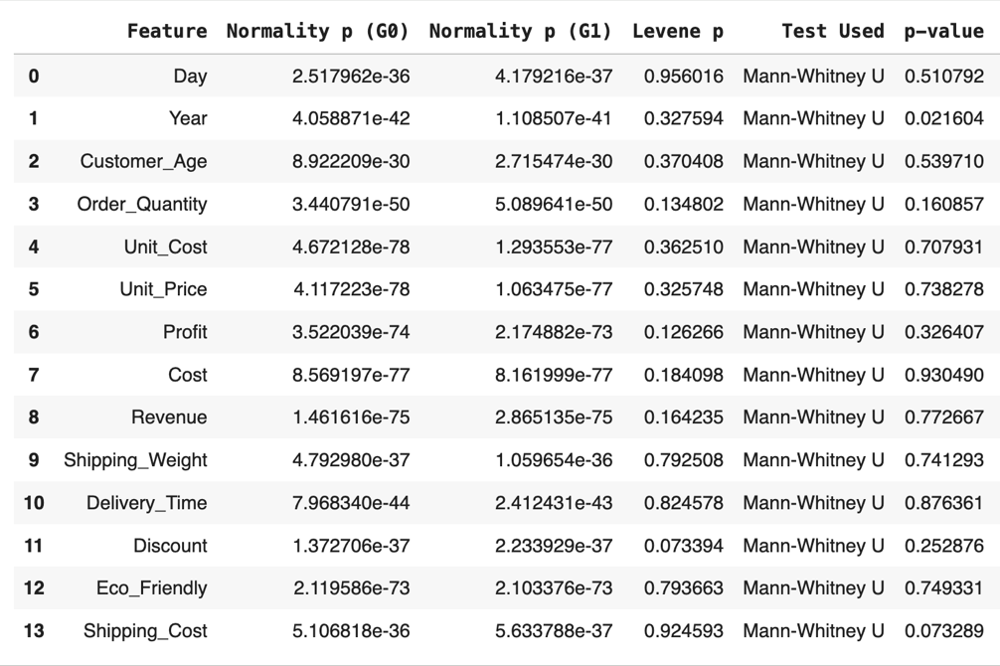 Feature Normality p (G0) Normality p (G1) Levene p Test Used p-value
0 Day 2.517962e-36 4.179216e-37 0.956016 Mann-Whitney U 0.510792
1 Year 4.058871e-42 1.108507e-41 0.327594 Mann-Whitney U 0.021604
2 Customer_Age 8.922209e-30 2.715474e-30 0.370408 Mann-Whitney U 0.539710
3 Order_Quantity 3.440791e-50 5.089641e-50 0.134802 Mann-Whitney U 0.160857
4 Unit_Cost 4.672128e-78 1.293553e-77 0.362510 Mann-Whitney U 0.707931
5 Unit_Price 4.117223e-78 1.063475e-77 0.325748 Mann-Whitney U 0.738278
6 Profit 3.522039e-74 2.174882e-73 0.126266 Mann-Whitney U 0.326407
7 Cost 8.569197e-77 8.161999e-77 0.184098 Mann-Whitney U 0.930490
8 Revenue 1.461616e-75 2.865135e-75 0.164235 Mann-Whitney U 0.772667
9 Shipping_Weight 4.792980e-37 1.059654e-36 0.792508 Mann-Whitney U 0.741293
10 Delivery_Time 7.968340e-44 2.412431e-43 0.824578 Mann-Whitney U 0.876361
11 Discount 1.372706e-37 2.233929e-37 0.073394 Mann-Whitney U 0.252876
12 Eco_Friendly 2.119586e-73 2.103376e-73 0.793663 Mann-Whitney U 0.749331
13 Shipping_Cost 5.106818e-36 5.633788e-37 0.924593 Mann-Whitney U 0.073289